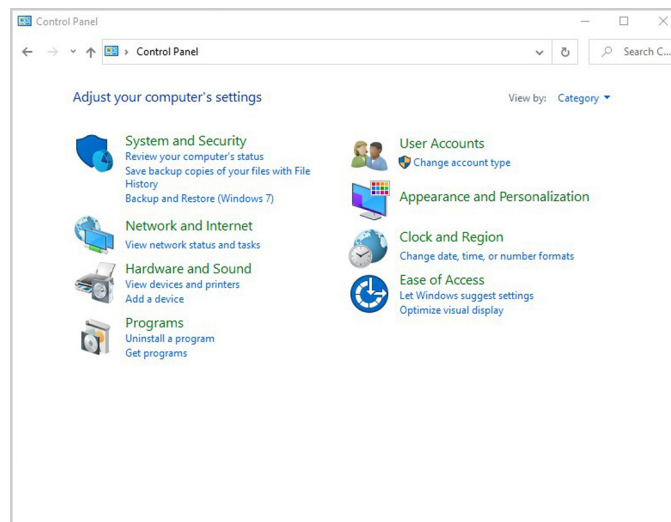 Control Panel
Control Panel
Search C...
Adjust your computer's settings
View by: Category
System and Security
Review your computer's status
Save backup copies of your files with File
History
Backup and Restore (Windows 7)
Network and Internet
View network status and tasks
Hardware and Sound
View devices and printers
Add a device
Programs
Uninstall a program
Get programs
User Accounts
Change account type
Appearance and Personalization
Clock and Region
Change date, time, or number formats
Ease of Access
Let Windows suggest settings
Optimize visual display